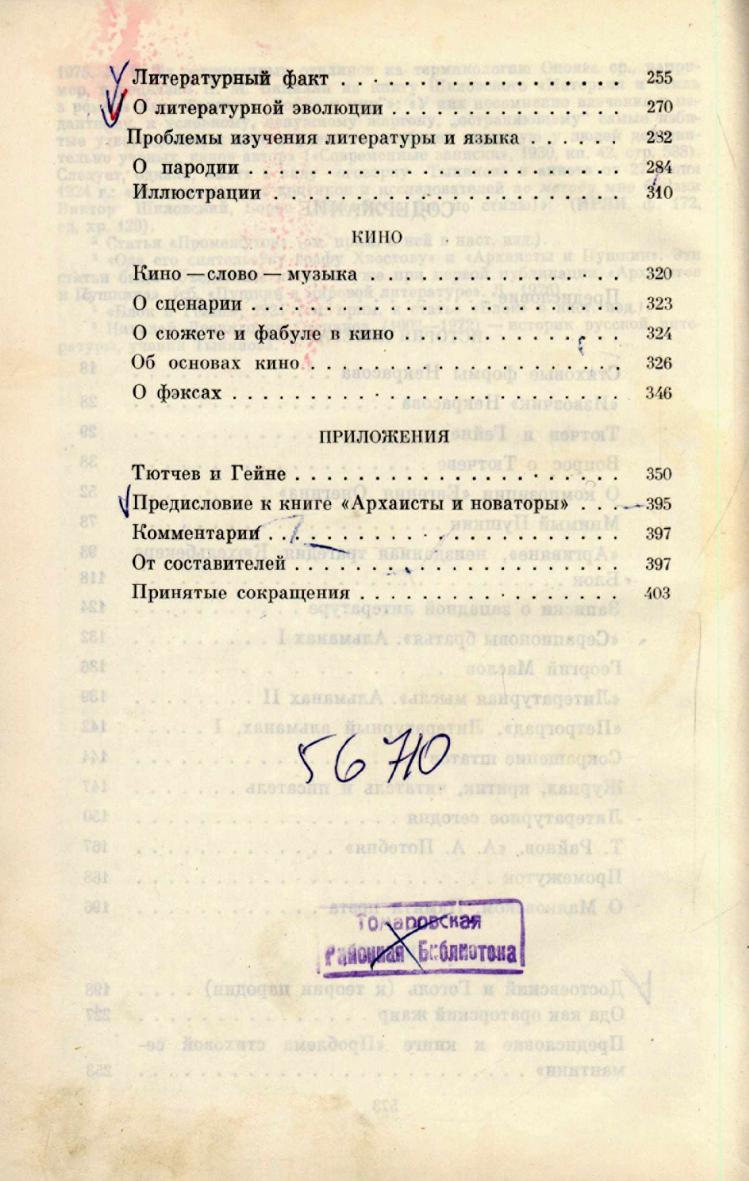 Литературный факт . . . . . . . . . . . . . . . . . 255
О литературной эволюции . . . . . . . . . . . . . . 270
Проблемы изучения литературы и языка . . . . . . 282
О пародии . . . . . . . . . . . . . . . . . . . . . . 284
Иллюстрации . . . . . . . . . . . . . . . . . . . . 310
КИНО
Кино — слово — музыка . . . . . . . . . . . . . . . 320
О сценарии . . . . . . . . . . . . . . . . . . . . . 323
О сюжете и фабуле в кино . . . . . . . . . . . . . 324
Об основах кино . . . . . . . . . . . . . . . . . . 326
О фэксах . . . . . . . . . . . . . . . . . . . . . . 346
ПРИЛОЖЕНИЯ
Тютчев и Гейне . . . . . . . . . . . . . . . . . . . 350
Предисловие к книге «Архаисты и новаторы» . . . 395
Комментарии . . . . . . . . . . . . . . . . . . . . 397
От составителей . . . . . . . . . . . . . . . . . . . 397
Принятые сокращения . . . . . . . . . . . . . . . . 403
56710
Томаровская
Районная Библиотека